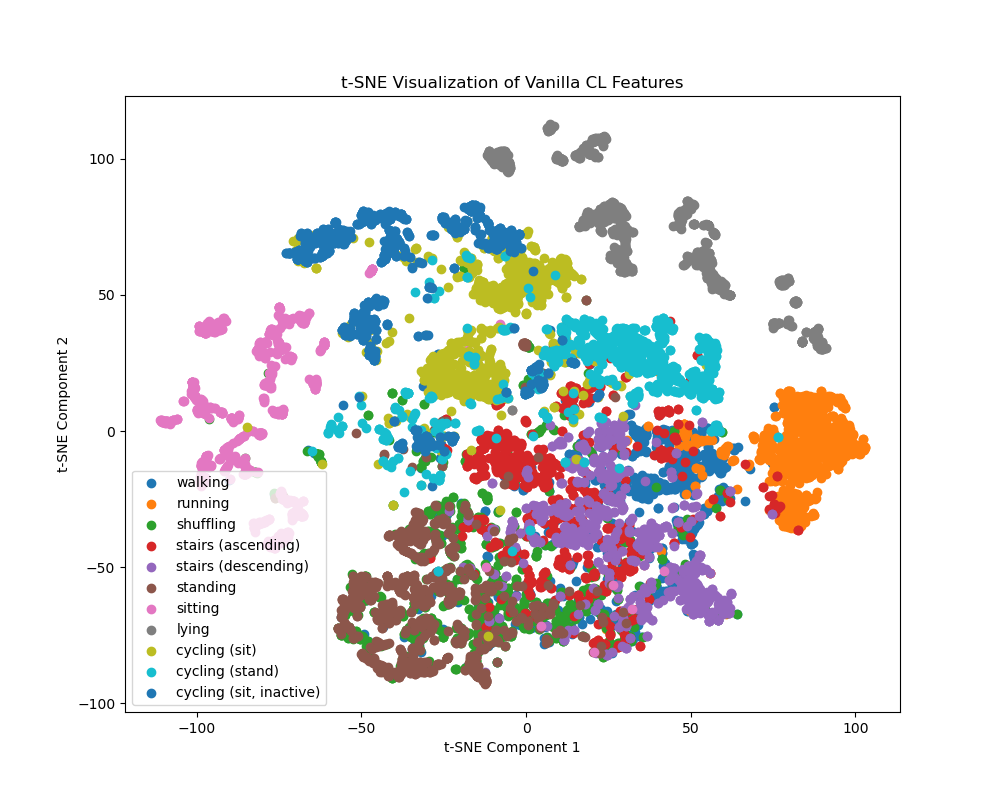 t-SNE Visualization of Vanilla CL Features
t-SNE Component 2
100
50
0
−50
−100
walking
running
shuffling
stairs (ascending)
stairs (descending)
standing
sitting
lying
cycling (sit)
cycling (stand)
cycling (sit, inactive)
−100
−50
0
50
100
t-SNE Component 1